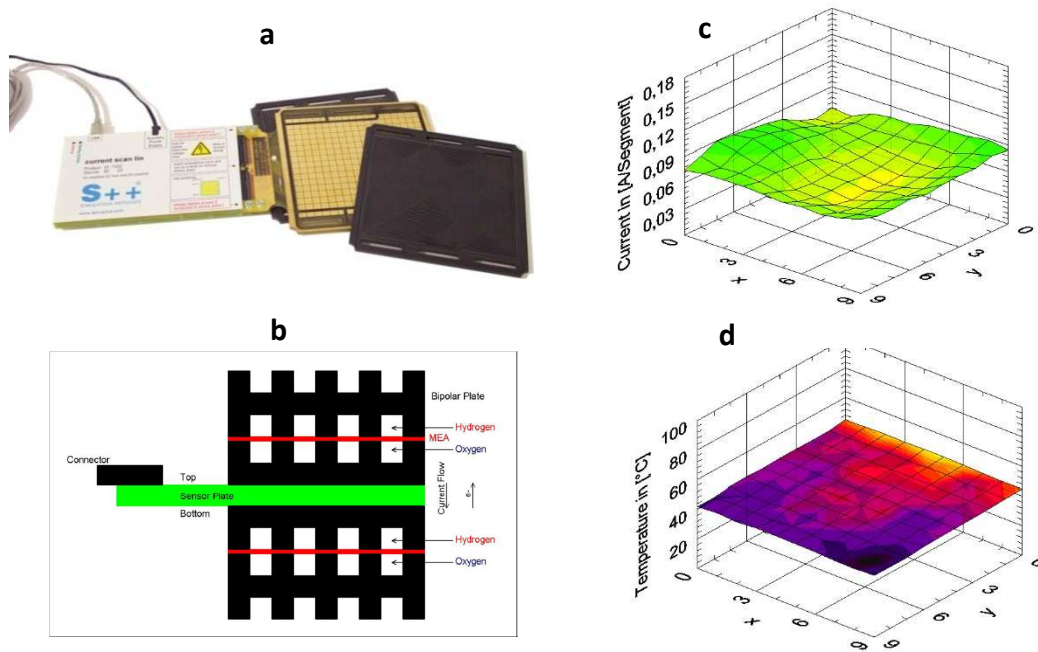 a
current scan lin
S++
SIMULATION SERVICES
b
Bipolar Plate
Hydrogen
MEA
Oxygen
Connector
Top
Sensor Plate
Bottom
Current Flow
e-
Hydrogen
Oxygen
c
Current in [A/Segment]
0,18
0,15
0,12
0,09
0,06
0,03
0
3
6
9
x
9
6
3
0
y
d
Temperature in [°C]
100
80
60
40
20
0
3
6
9
x
9
6
3
0
y